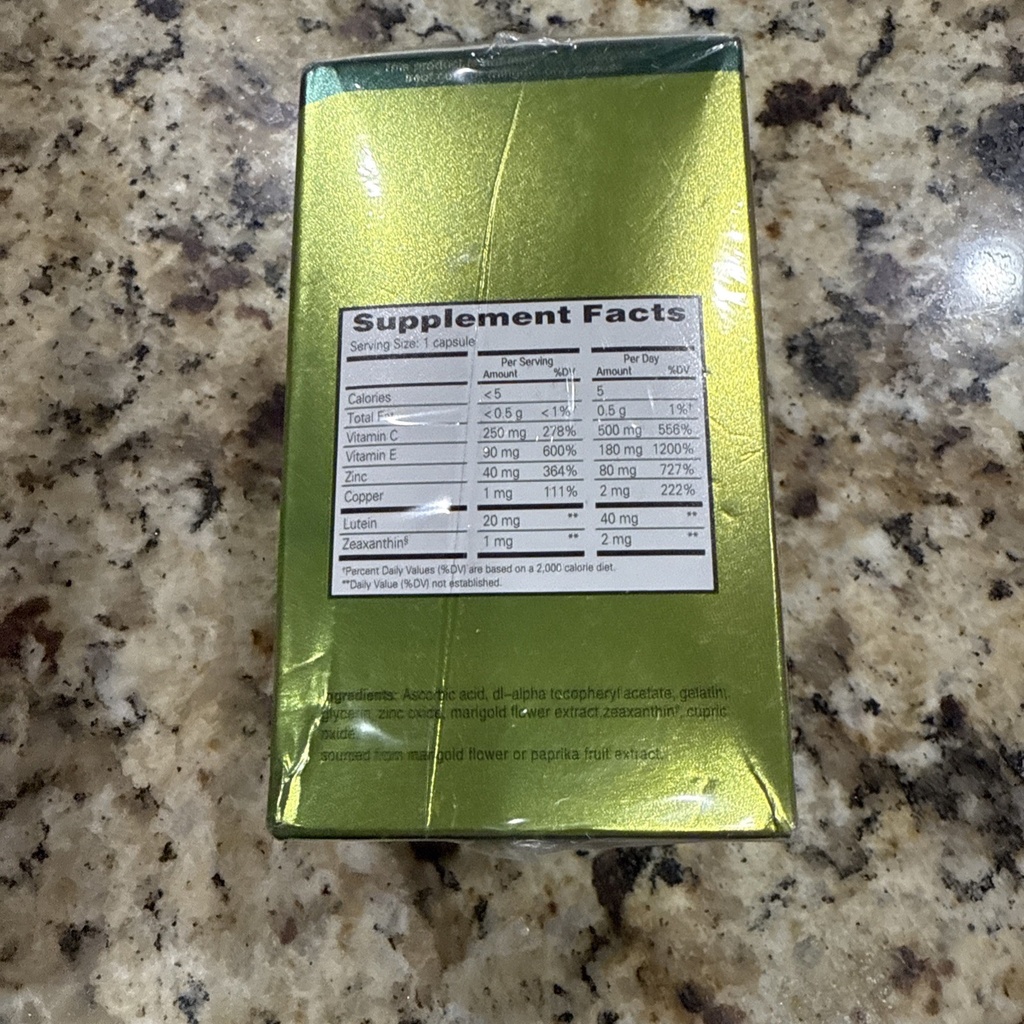 This product
Supplement Facts
Serving Size: 1 capsule
Per Serving Per Day
Amount %DV Amount %DV
Calories <5 5
Total Fat <0.5 g <1%† 0.5 g 1%†
Vitamin C 250 mg 278% 500 mg 556%
Vitamin E 90 mg 600% 180 mg 1200%
Zinc 40 mg 364% 80 mg 727%
Copper 1 mg 111% 2 mg 222%
Lutein 20 mg ** 40 mg **
Zeaxanthin§ 1 mg ** 2 mg **
†Percent Daily Values (%DV) are based on a 2,000 calorie diet.
**Daily Value (%DV) not established.
Ingredients: Ascorbic acid, dl-alpha tocopheryl acetate, gelatin,
glycerin, zinc oxide, marigold flower extract, zeaxanthin§, cupric
oxide.
sourced from marigold flower or paprika fruit extract.